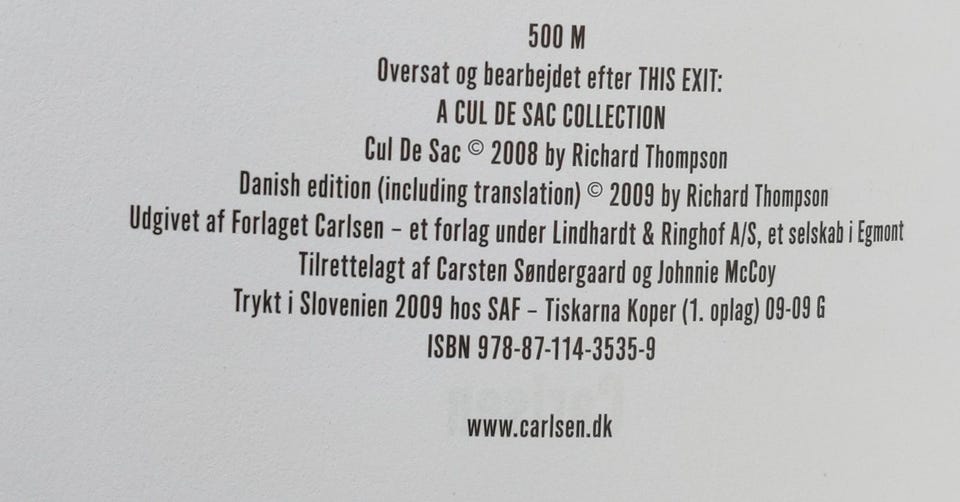 500 M
Oversat og bearbejdet efter THIS EXIT:
A CUL DE SAC COLLECTION
Cul De Sac © 2008 by Richard Thompson
Danish edition (including translation) © 2009 by Richard Thompson
Udgivet af Forlaget Carlsen – et forlag under Lindhardt & Ringhof A/S, et selskab i Egmont
Tilrettelagt af Carsten Søndergaard og Johnnie McCoy
Trykt i Slovenien 2009 hos SAF – Tiskarna Koper (1. oplag) 09-09 G
ISBN 978-87-114-3535-9
www.carlsen.dk